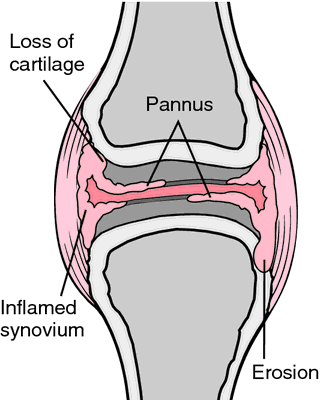 Loss of
cartilage
Pannus
Inflamed
synovium
Erosion